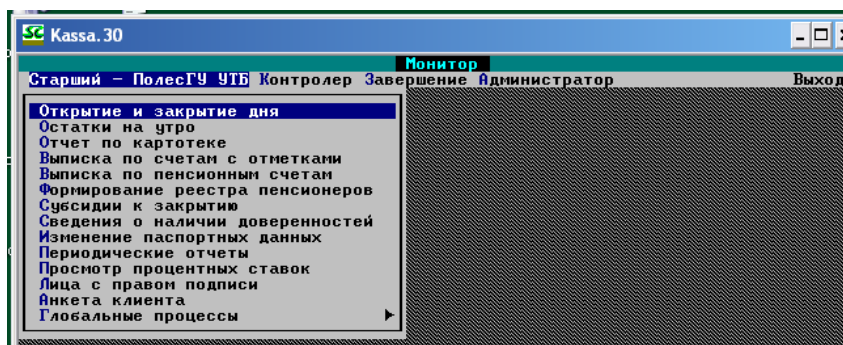 SC Kassa.30
Монитор
Старший – ПолесГУ УТБ Контролер Завершение Администратор Выход
Открытие и закрытие дня
Остатки на утро
Отчет по картотеке
Выписка по счетам с отметками
Выписка по пенсионным счетам
Формирование реестра пенсионеров
Субсидии к закрытию
Сведения о наличии доверенностей
Изменение паспортных данных
Периодические отчеты
Просмотр процентных ставок
Лица с правом подписи
Анкета клиента
Глобальные процессы